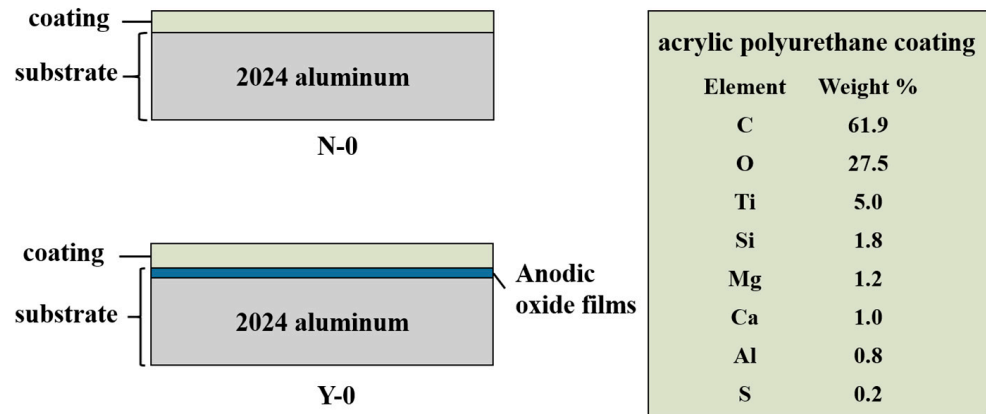 coating
substrate
2024 aluminum
N-0
coating
substrate
2024 aluminum
Anodic
oxide films
Y-0
acrylic polyurethane coating
Element Weight %
C 61.9
O 27.5
Ti 5.0
Si 1.8
Mg 1.2
Ca 1.0
Al 0.8
S 0.2